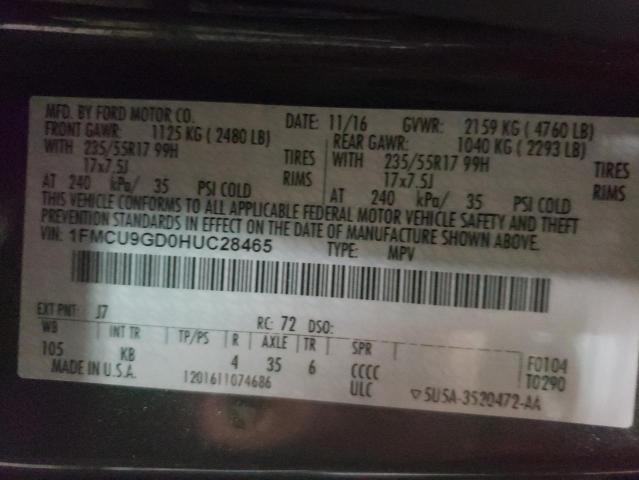 MFD. BY FORD MOTOR CO. DATE: 11/16 GVWR: 2159 KG ( 4760 LB)
FRONT GAWR: 1125 KG ( 2480 LB) REAR GAWR: 1040 KG ( 2293 LB)
WITH 235/55R17 99H TIRES WITH 235/55R17 99H TIRES
17x7.5J RIMS 17x7.5J RIMS
AT 240 kPa/ 35 PSI COLD AT 240 kPa/ 35 PSI COLD
THIS VEHICLE CONFORMS TO ALL APPLICABLE FEDERAL MOTOR VEHICLE SAFETY AND THEFT
PREVENTION STANDARDS IN EFFECT ON THE DATE OF MANUFACTURE SHOWN ABOVE.
VIN: 1FMCU9GD0HUC28465 TYPE: MPV
EXT PNT: J7 RC: 72 DSO:
WB INT TR TP/PS R AXLE TR SPR F0104
105 KB 4 35 6 CCCC T0290
MADE IN U.S.A. 1201611074686 ULC ▽5U5A-3520472-AA